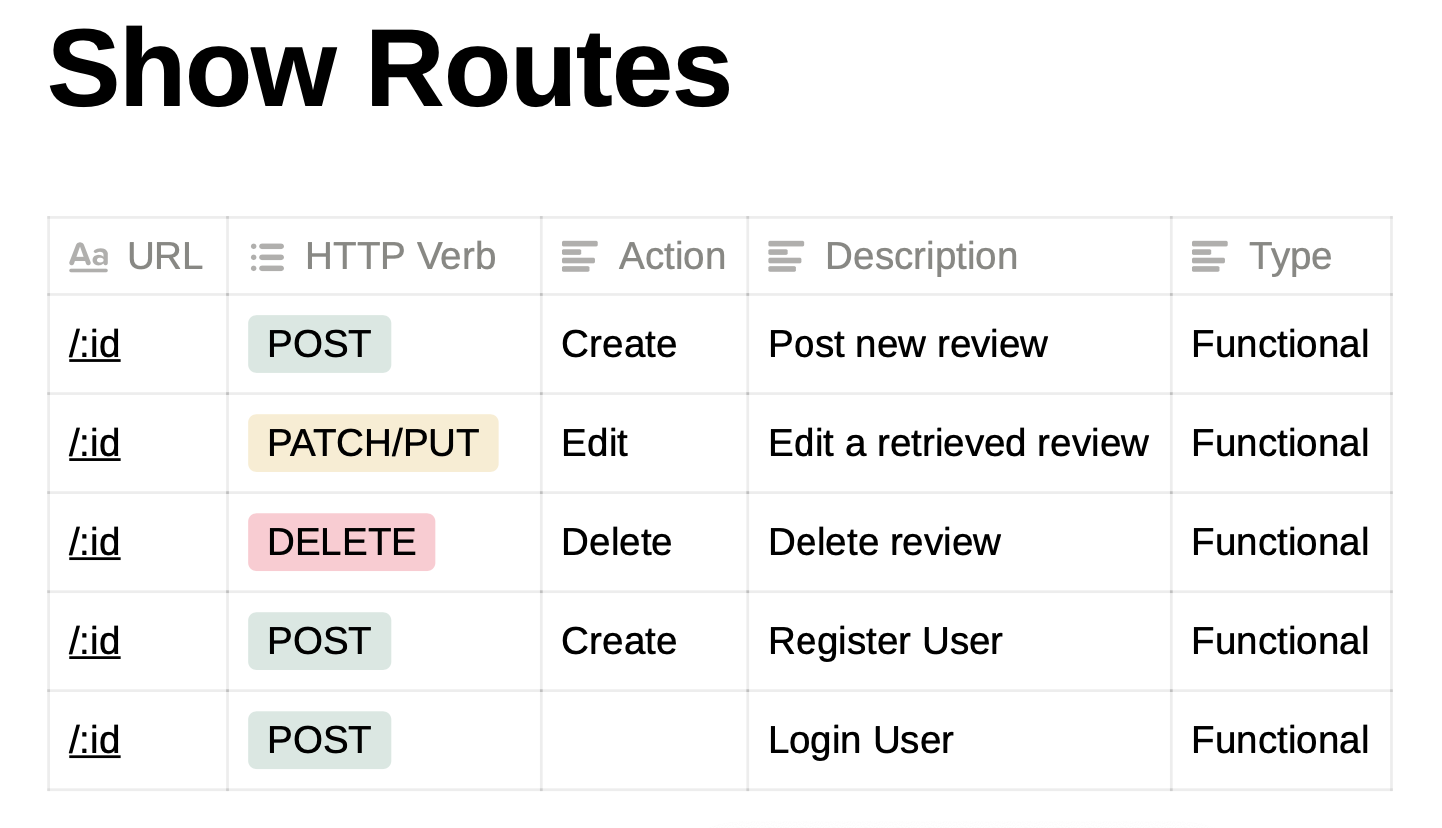 Show Routes
Aa URL HTTP Verb Action Description Type
/:id POST Create Post new review Functional
/:id PATCH/PUT Edit Edit a retrieved review Functional
/:id DELETE Delete Delete review Functional
/:id POST Create Register User Functional
/:id POST Login User Functional